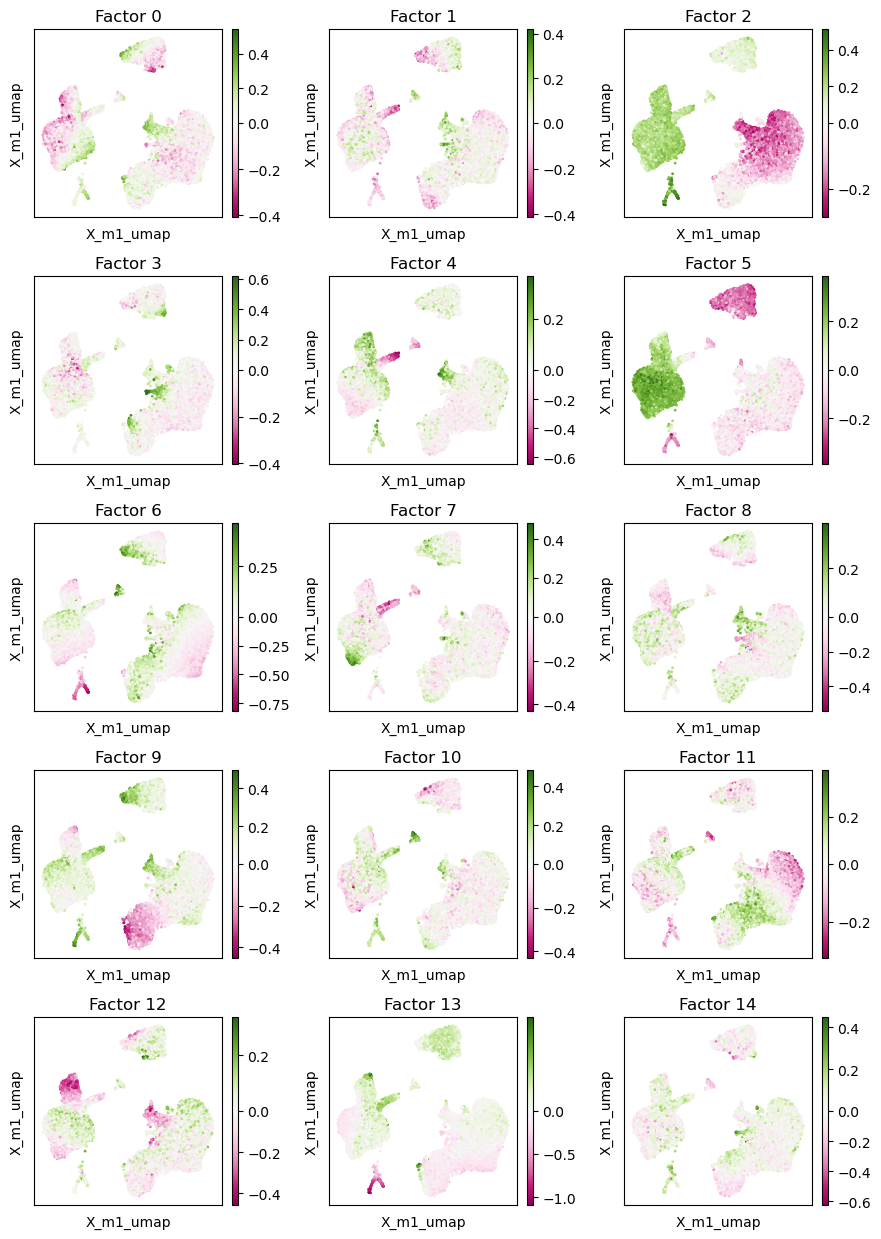 Factor 0 Factor 1 Factor 2
X_m1_umap 0.4 0.2 0.0 −0.2 −0.4 X_m1_umap 0.4 0.2 0.0 −0.2 −0.4 X_m1_umap 0.4 0.2 0.0 −0.2
X_m1_umap X_m1_umap X_m1_umap
Factor 3 Factor 4 Factor 5
X_m1_umap 0.6 0.4 0.2 0.0 −0.2 −0.4 X_m1_umap 0.2 0.0 −0.2 −0.4 −0.6 X_m1_umap 0.2 0.0 −0.2
X_m1_umap X_m1_umap X_m1_umap
Factor 6 Factor 7 Factor 8
X_m1_umap 0.25 0.00 −0.25 −0.50 −0.75 X_m1_umap 0.4 0.2 0.0 −0.2 −0.4 X_m1_umap 0.2 0.0 −0.2 −0.4
X_m1_umap X_m1_umap X_m1_umap
Factor 9 Factor 10 Factor 11
X_m1_umap 0.4 0.2 0.0 −0.2 −0.4 X_m1_umap 0.4 0.2 0.0 −0.2 −0.4 X_m1_umap 0.2 0.0 −0.2
X_m1_umap X_m1_umap X_m1_umap
Factor 12 Factor 13 Factor 14
X_m1_umap 0.2 0.0 −0.2 −0.4 X_m1_umap 0.0 −0.5 −1.0 X_m1_umap 0.4 0.2 0.0 −0.2 −0.4 −0.6
X_m1_umap X_m1_umap X_m1_umap